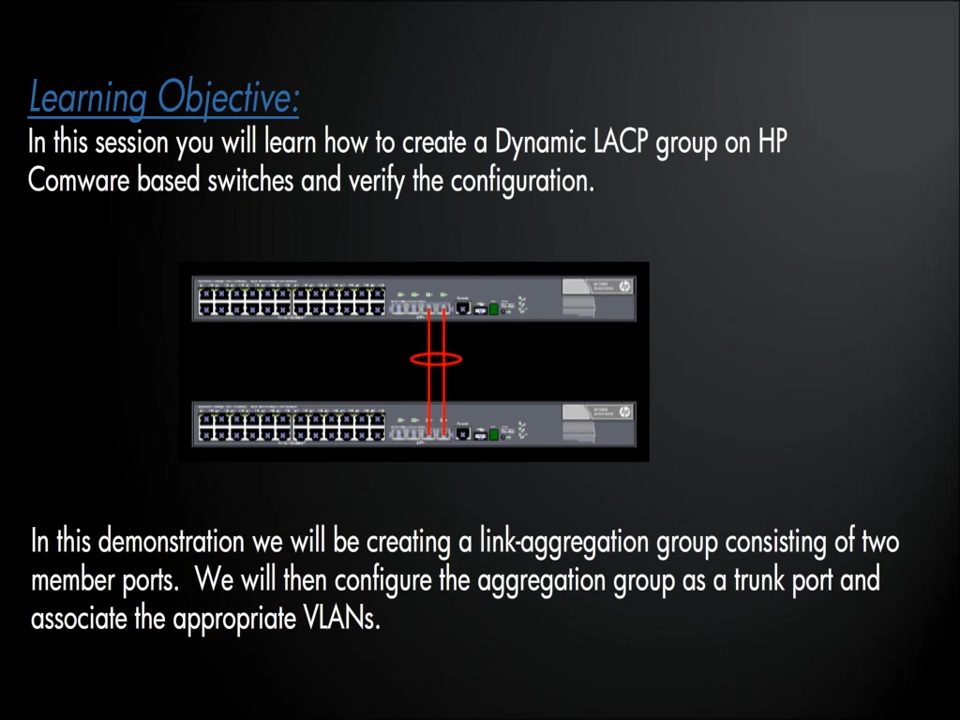 Learning Objective:
In this session you will learn how to create a Dynamic LACP group on HP
Comware based switches and verify the configuration.
In this demonstration we will be creating a link-aggregation group consisting of two
member ports. We will then configure the aggregation group as a trunk port and
associate the appropriate VLANs.